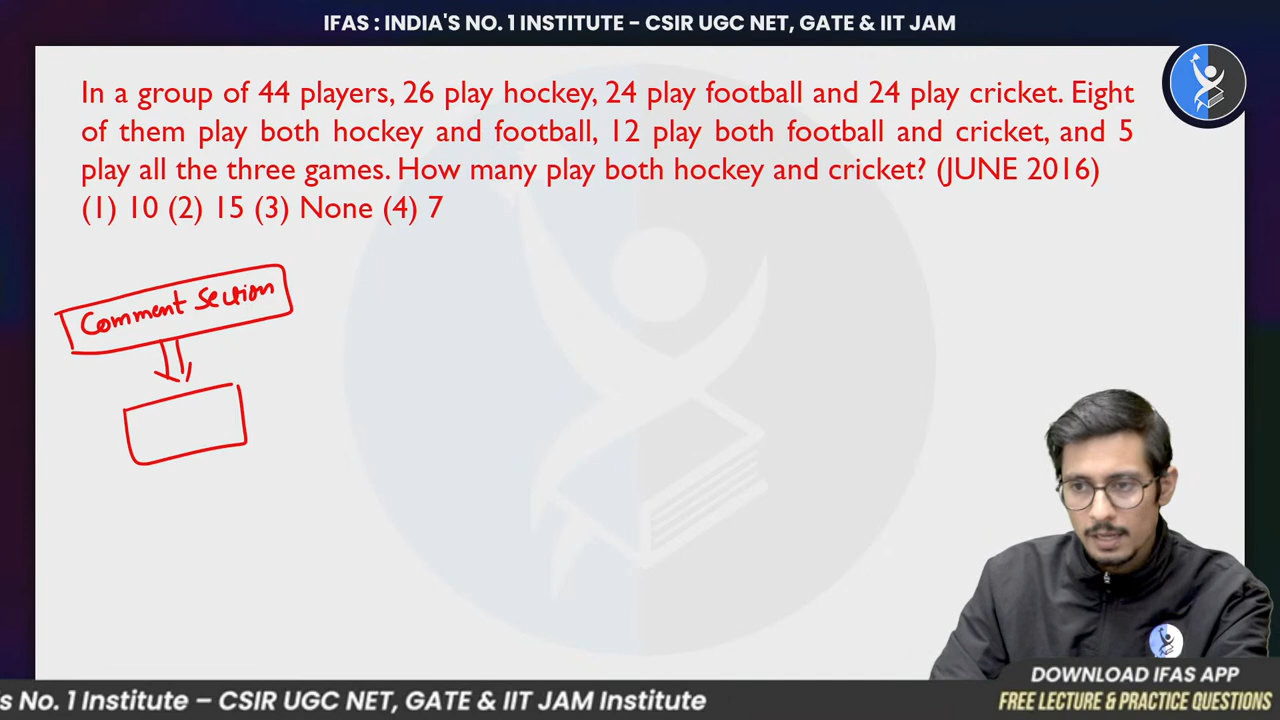 IFAS : INDIA'S NO. 1 INSTITUTE – CSIR UGC NET, GATE & IIT JAM
In a group of 44 players, 26 play hockey, 24 play football and 24 play cricket. Eight
of them play both hockey and football, 12 play both football and cricket, and 5
play all the three games. How many play both hockey and cricket? (JUNE 2016)
(1) 10 (2) 15 (3) None (4) 7
Comment Section
DOWNLOAD IFAS APP
FREE LECTURE & PRACTICE QUESTIONS
's No. 1 Institute – CSIR UGC NET, GATE & IIT JAM Institute